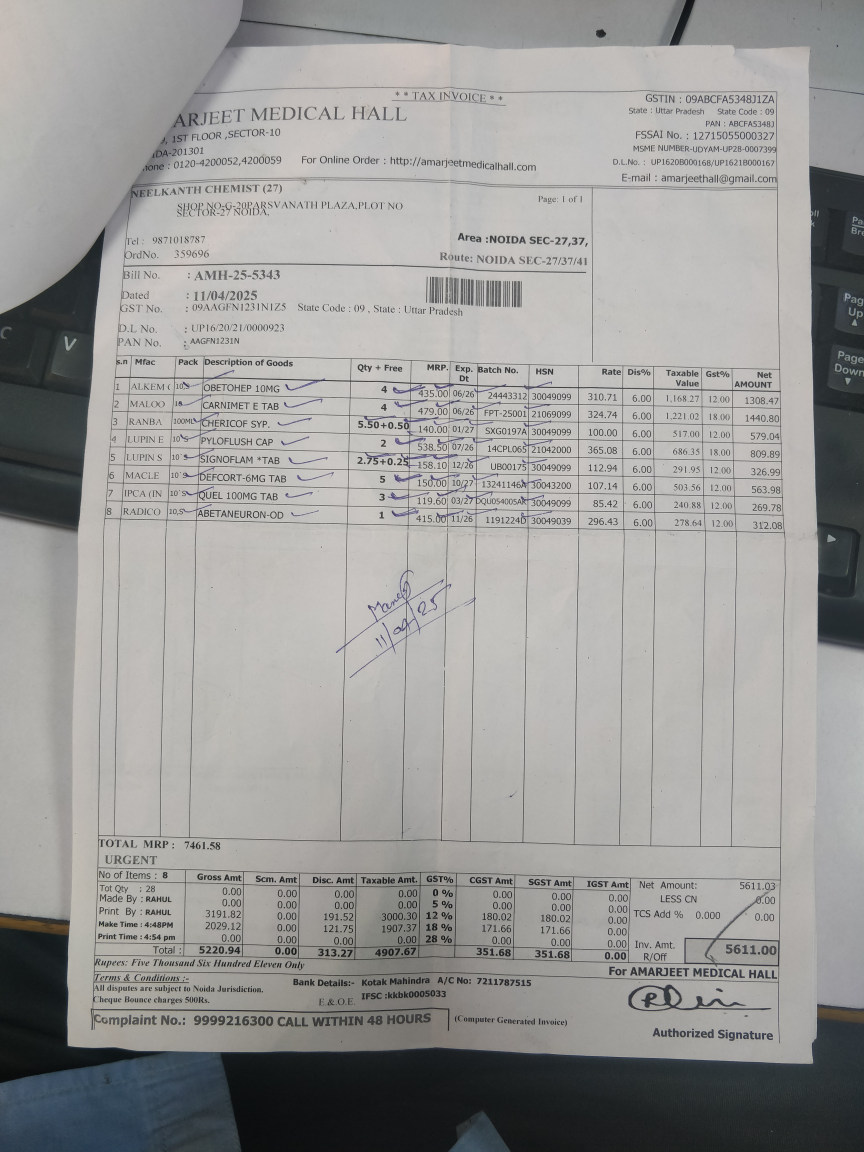 * * TAX INVOICE * *
ARJEET MEDICAL HALL
1ST FLOOR ,SECTOR-10
DA-201301
hone : 0120-4200052,4200059 For Online Order : http://amarjeetmedicalhall.com
GSTIN : 09ABCFA5348J1ZA
State : Uttar Pradesh State Code : 09
PAN : ABCFA5348J
FSSAI No. : 12715055000327
MSME NUMBER-UDYAM-UP28-0007399
D.L.No. : UP1620B000168/UP1621B000167
E-mail : amarjeethall@gmail.com
NEELKANTH CHEMIST (27)
SHOP NO-G-20PARSVANATH PLAZA,PLOT NO
SECTOR-27 NOIDA,
Page: 1 of 1
Tel : 9871018787
OrdNo. 359696
Area :NOIDA SEC-27,37,
Route: NOIDA SEC-27/37/41
Bill No. : AMH-25-5343
Dated : 11/04/2025
GST No. : 09AAGFN1231N1Z5 State Code : 09 , State : Uttar Pradesh
D.L No. : UP16/20/21/0000923
PAN No. : AAGFN1231N
s.n Mfac Pack Description of Goods Qty + Free MRP. Exp. Dt Batch No. HSN Rate Dis% Taxable Value Gst% Net AMOUNT
1 ALKEM ( 10,S OBETOHEP 10MG 4 435.00 06/26 24443312 30049099 310.71 6.00 1,168.27 12.00 1308.47
2 MALOO 10 CARNIMET E TAB 4 479.00 06/26 FPT-25001 21069099 324.74 6.00 1,221.02 18.00 1440.80
3 RANBA 100ML CHERICOF SYP. 5.50+0.50 140.00 01/27 SXG0197A 30049099 100.00 6.00 517.00 12.00 579.04
4 LUPIN E 10'S PYLOFLUSH CAP 2 538.50 07/26 14CPL065 21042000 365.08 6.00 686.35 18.00 809.89
5 LUPIN S 10'S SIGNOFLAM *TAB 2.75+0.25 158.10 12/26 UB00175 30049099 112.94 6.00 291.95 12.00 326.99
6 MACLE 10'S DEFCORT-6MG TAB 5 150.00 10/27 13241146A 30043200 107.14 6.00 503.56 12.00 563.98
7 IPCA (IN 10'S QUEL 100MG TAB 3 119.60 03/27 DQU05400SAK 30049099 85.42 6.00 240.88 12.00 269.78
8 RADICO 10,S ABETANEURON-OD 1 415.00 11/26 1191224D 30049039 296.43 6.00 278.64 12.00 312.08
11/04/25
TOTAL MRP : 7461.58
URGENT
No of Items : 8
Tot Qty : 28
Made By : RAHUL
Print By : RAHUL
Make Time : 4:48PM
Print Time : 4:54 pm
Gross Amt Scm. Amt Disc. Amt Taxable Amt. GST% CGST Amt SGST Amt IGST Amt
0.00 0.00 0.00 0.00 0 % 0.00 0.00 0.00
0.00 0.00 0.00 0.00 5 % 0.00 0.00 0.00
3191.82 0.00 191.52 3000.30 12 % 180.02 180.02 0.00
2029.12 0.00 121.75 1907.37 18 % 171.66 171.66 0.00
0.00 0.00 0.00 0.00 28 % 0.00 0.00 0.00
Total : 5220.94 0.00 313.27 4907.67 351.68 351.68 0.00
Net Amount: 5611.03
LESS CN 0.00
TCS Add % 0.000 0.00
Inv. Amt. R/Off 5611.00
Rupees: Five Thousand Six Hundred Eleven Only
For AMARJEET MEDICAL HALL
Terms & Conditions :-
All disputes are subject to Noida Jurisdiction.
Cheque Bounce charges 500Rs.
Bank Details:- Kotak Mahindra A/C No: 7211787515
E & O.E IFSC :kkbk0005033
Complaint No.: 9999216300 CALL WITHIN 48 HOURS
(Computer Generated Invoice)
Authorized Signature